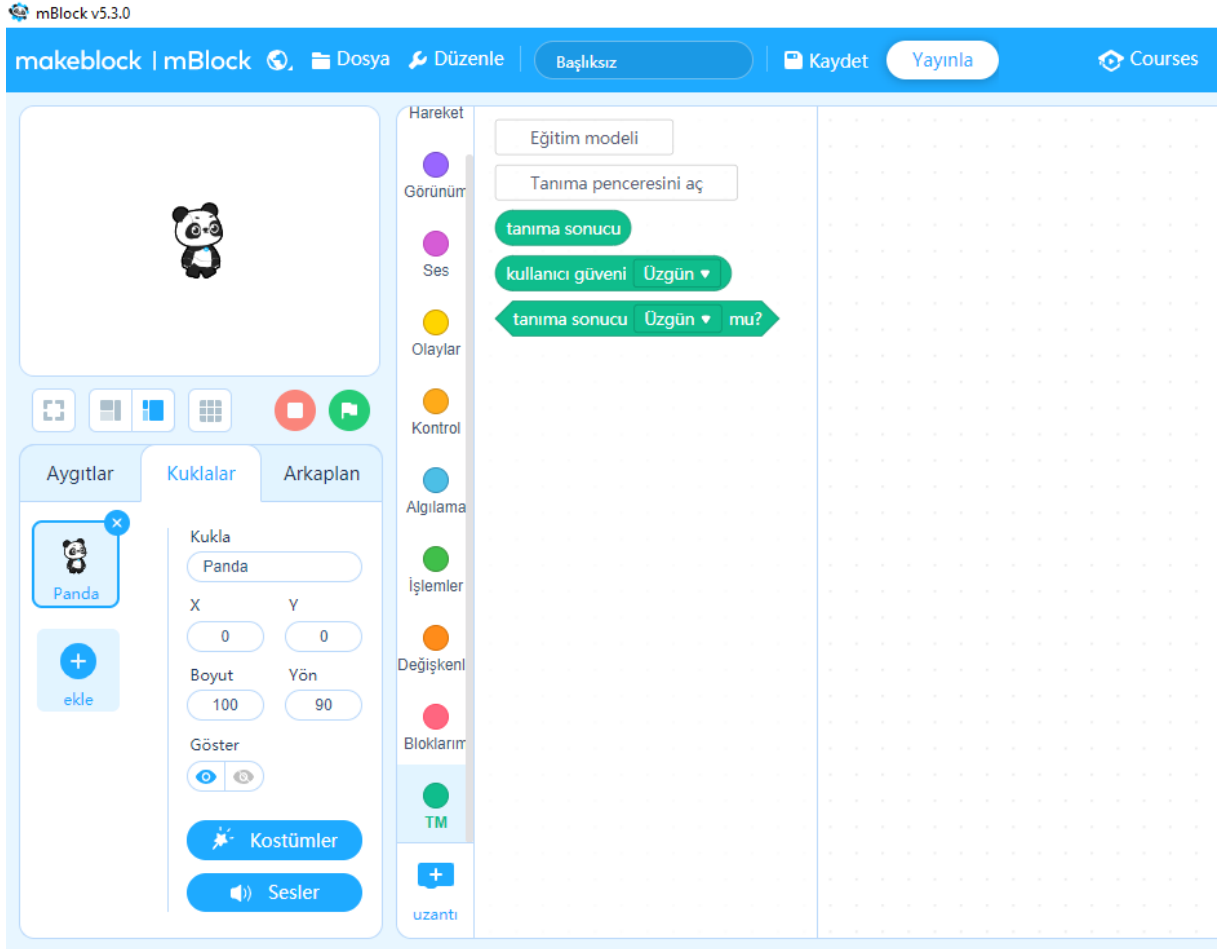 mBlock v5.3.0
makeblock | mBlock
Dosya
Düzenle
Başlıksız
Kaydet
Yayınla
Courses
Hareket
Görünüm
Ses
Olaylar
Kontrol
Algılama
İşlemler
Değişkenl
Bloklarım
TM
uzantı
Eğitim modeli
Tanıma penceresini aç
tanıma sonucu
kullanıcı güveni Üzgün
tanıma sonucu Üzgün mu?
Aygıtlar
Kuklalar
Arkaplan
Panda
ekle
Kukla
Panda
X Y
0 0
Boyut Yön
100 90
Göster
Kostümler
Sesler